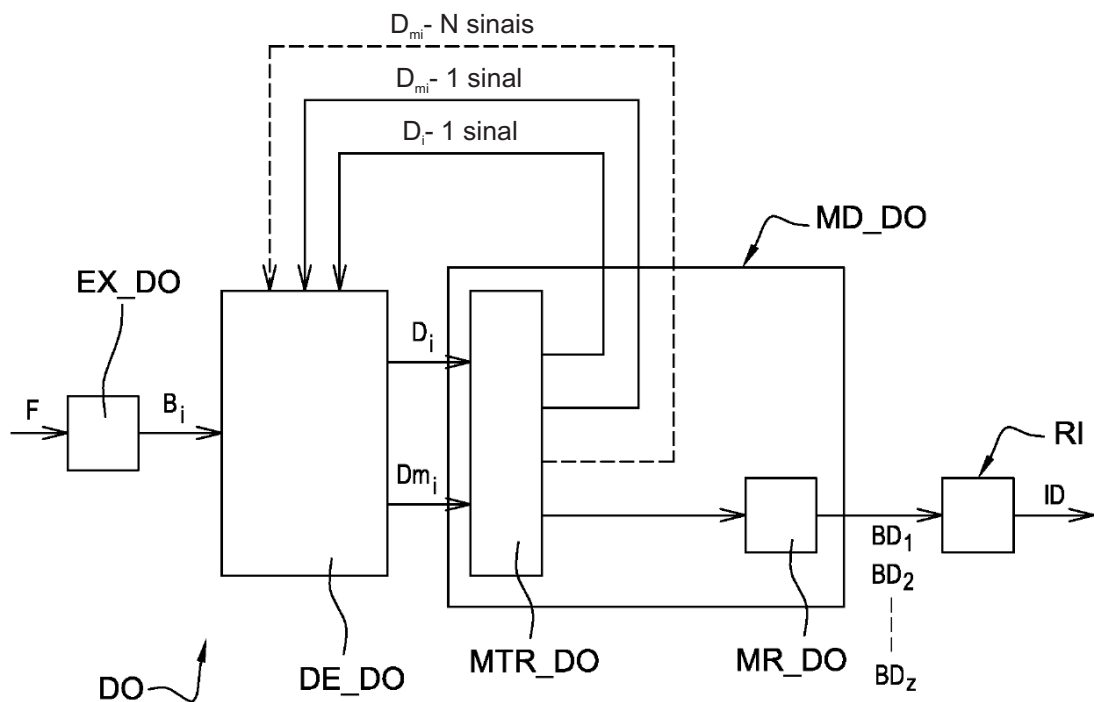 Dmi- N sinais
Dmi- 1 sinal
Di- 1 sinal
MD_DO
EX_DO
Di
F
Bi
RI
Dmi
ID
BD1
BD2
BDz
MTR_DO
MR_DO
DE_DO
DO